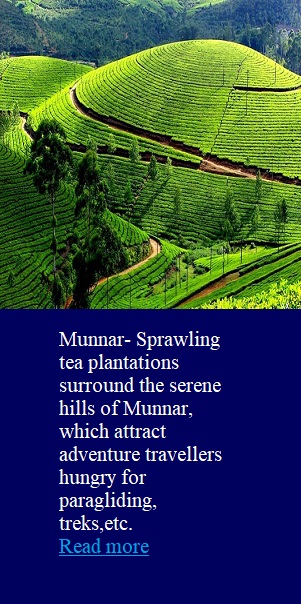 Munnar- Sprawling
tea plantations
surround the serene
hills of Munnar,
which attract
adventure travellers
hungry for
paragliding,
treks,etc.
Read more